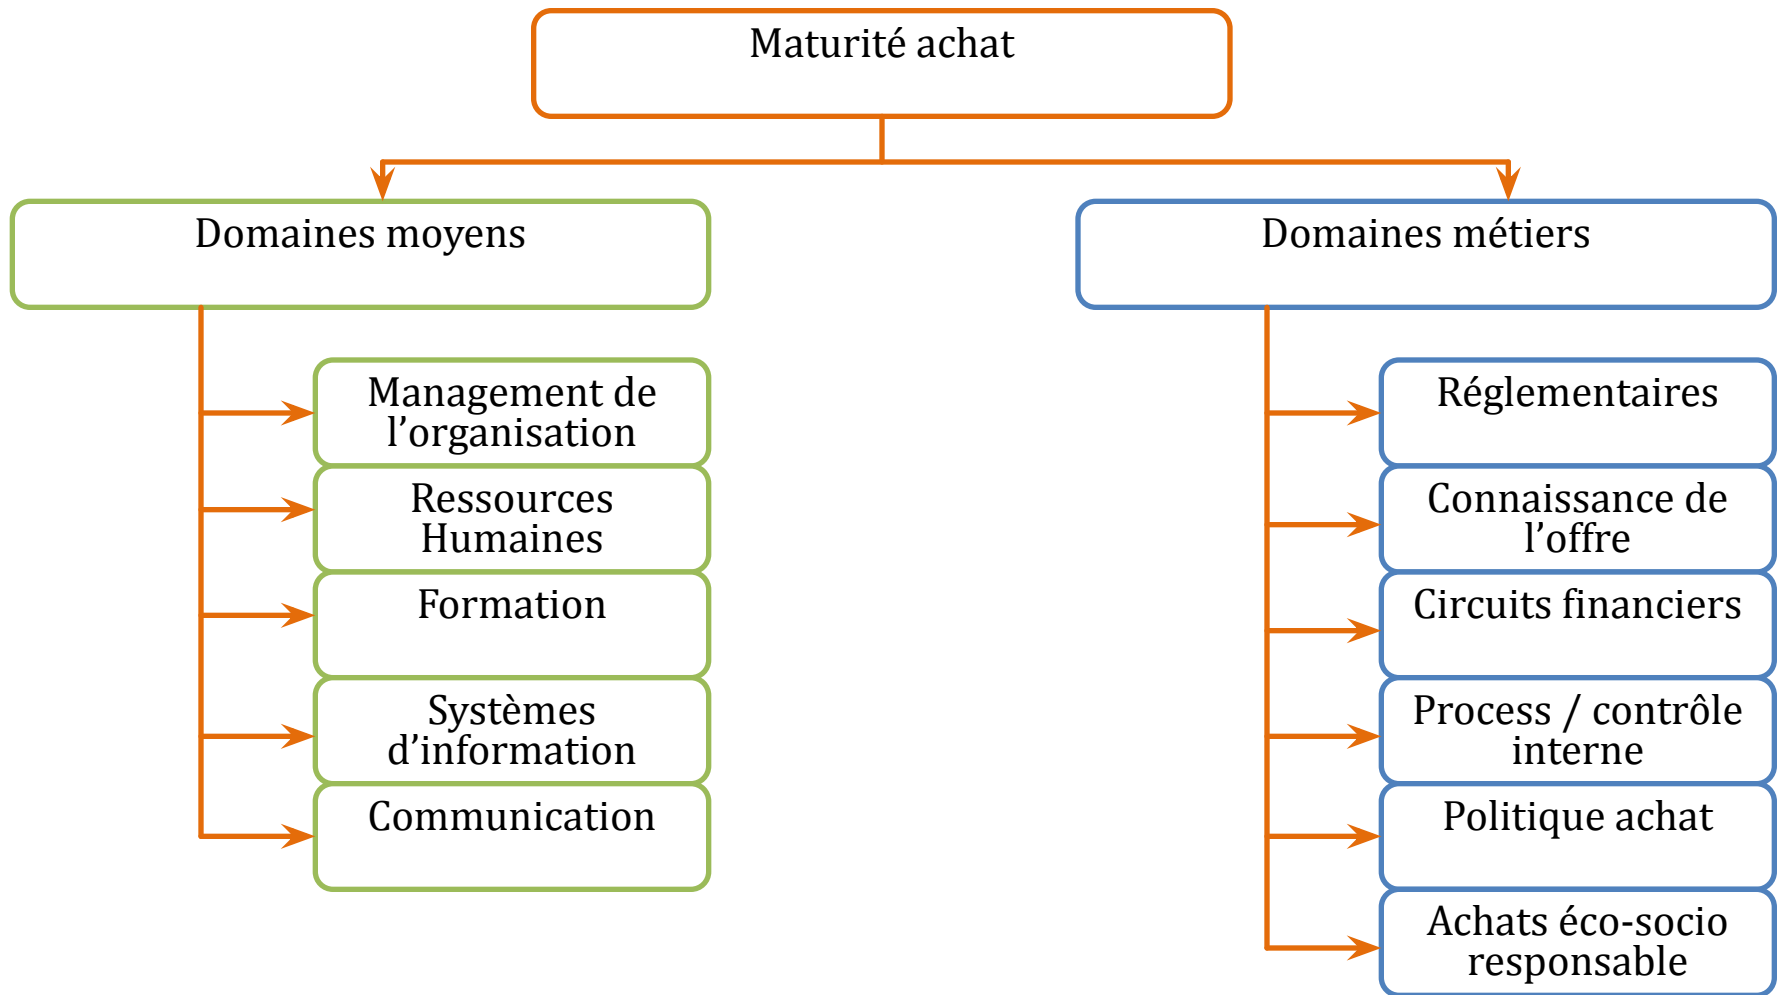 Maturité achat
Domaines moyens
Management de
l’organisation
Ressources
Humaines
Formation
Systèmes
d’information
Communication
Domaines métiers
Réglementaires
Connaissance de
l’offre
Circuits financiers
Process / contrôle
interne
Politique achat
Achats éco-socio
responsable